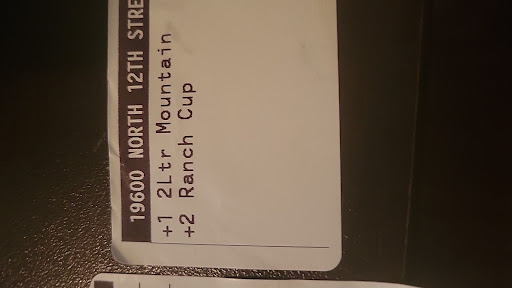 19600 NORTH 12TH STRE
+1 2Ltr Mountain
+2 Ranch Cup